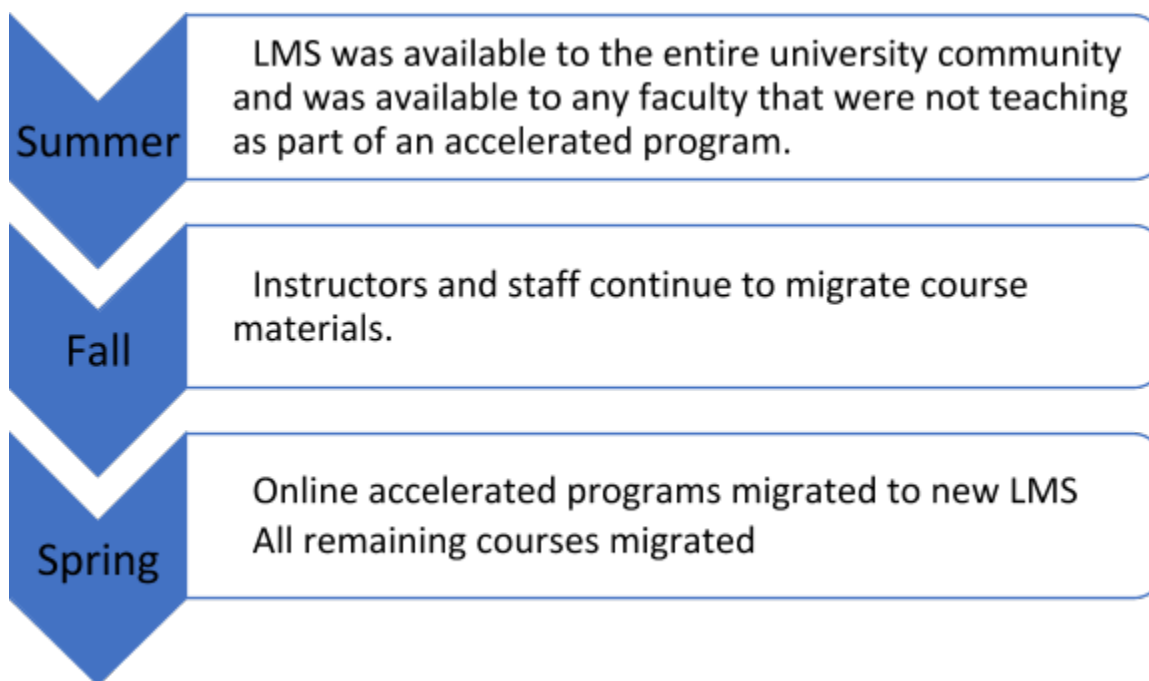 Summer
LMS was available to the entire university community
and was available to any faculty that were not teaching
as part of an accelerated program.
Fall
Instructors and staff continue to migrate course
materials.
Spring
Online accelerated programs migrated to new LMS
All remaining courses migrated